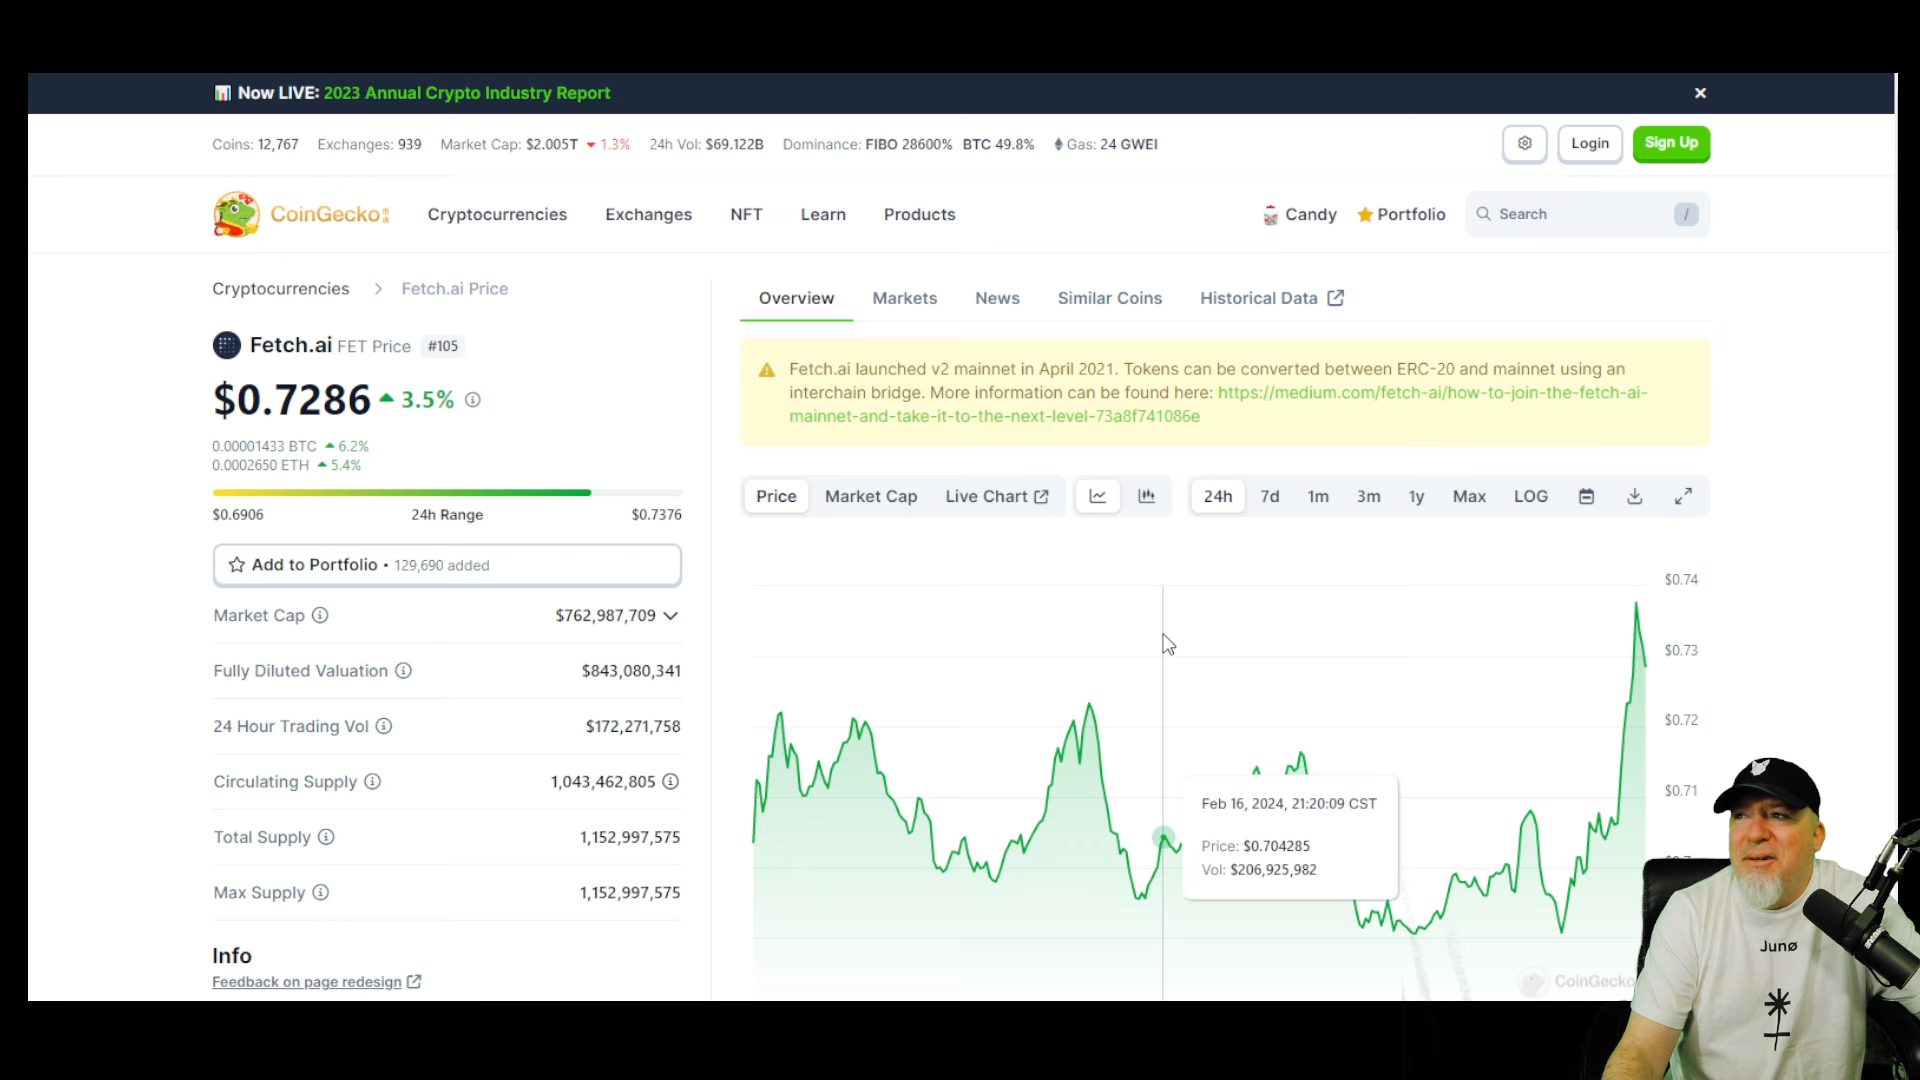 Now LIVE: 2023 Annual Crypto Industry Report
Coins: 12,767 Exchanges: 939 Market Cap: $2.005T 1.3% 24h Vol: $69.122B Dominance: FIBO 28600% BTC 49.8% Gas: 24 GWEI
Login
Sign Up
CoinGecko
Cryptocurrencies
Exchanges
NFT
Learn
Products
Candy
Portfolio
Search
/
Cryptocurrencies > Fetch.ai Price
Fetch.ai FET Price #105
$0.7286 3.5%
0.00001433 BTC 6.2%
0.0002650 ETH 5.4%
$0.6906 24h Range $0.7376
Add to Portfolio • 129,690 added
Market Cap $762,987,709
Fully Diluted Valuation $843,080,341
24 Hour Trading Vol $172,271,758
Circulating Supply 1,043,462,805
Total Supply 1,152,997,575
Max Supply 1,152,997,575
Info
Feedback on page redesign
Overview
Markets
News
Similar Coins
Historical Data
Fetch.ai launched v2 mainnet in April 2021. Tokens can be converted between ERC-20 and mainnet using an
interchain bridge. More information can be found here: https://medium.com/fetch-ai/how-to-join-the-fetch-ai-
mainnet-and-take-it-to-the-next-level-73a8f741086e
Price Market Cap Live Chart
24h 7d 1m 3m 1y Max LOG
$0.74
$0.73
$0.72
$0.71
Feb 16, 2024, 21:20:09 CST
Price: $0.704285
Vol: $206,925,982
CoinGecko
Junø